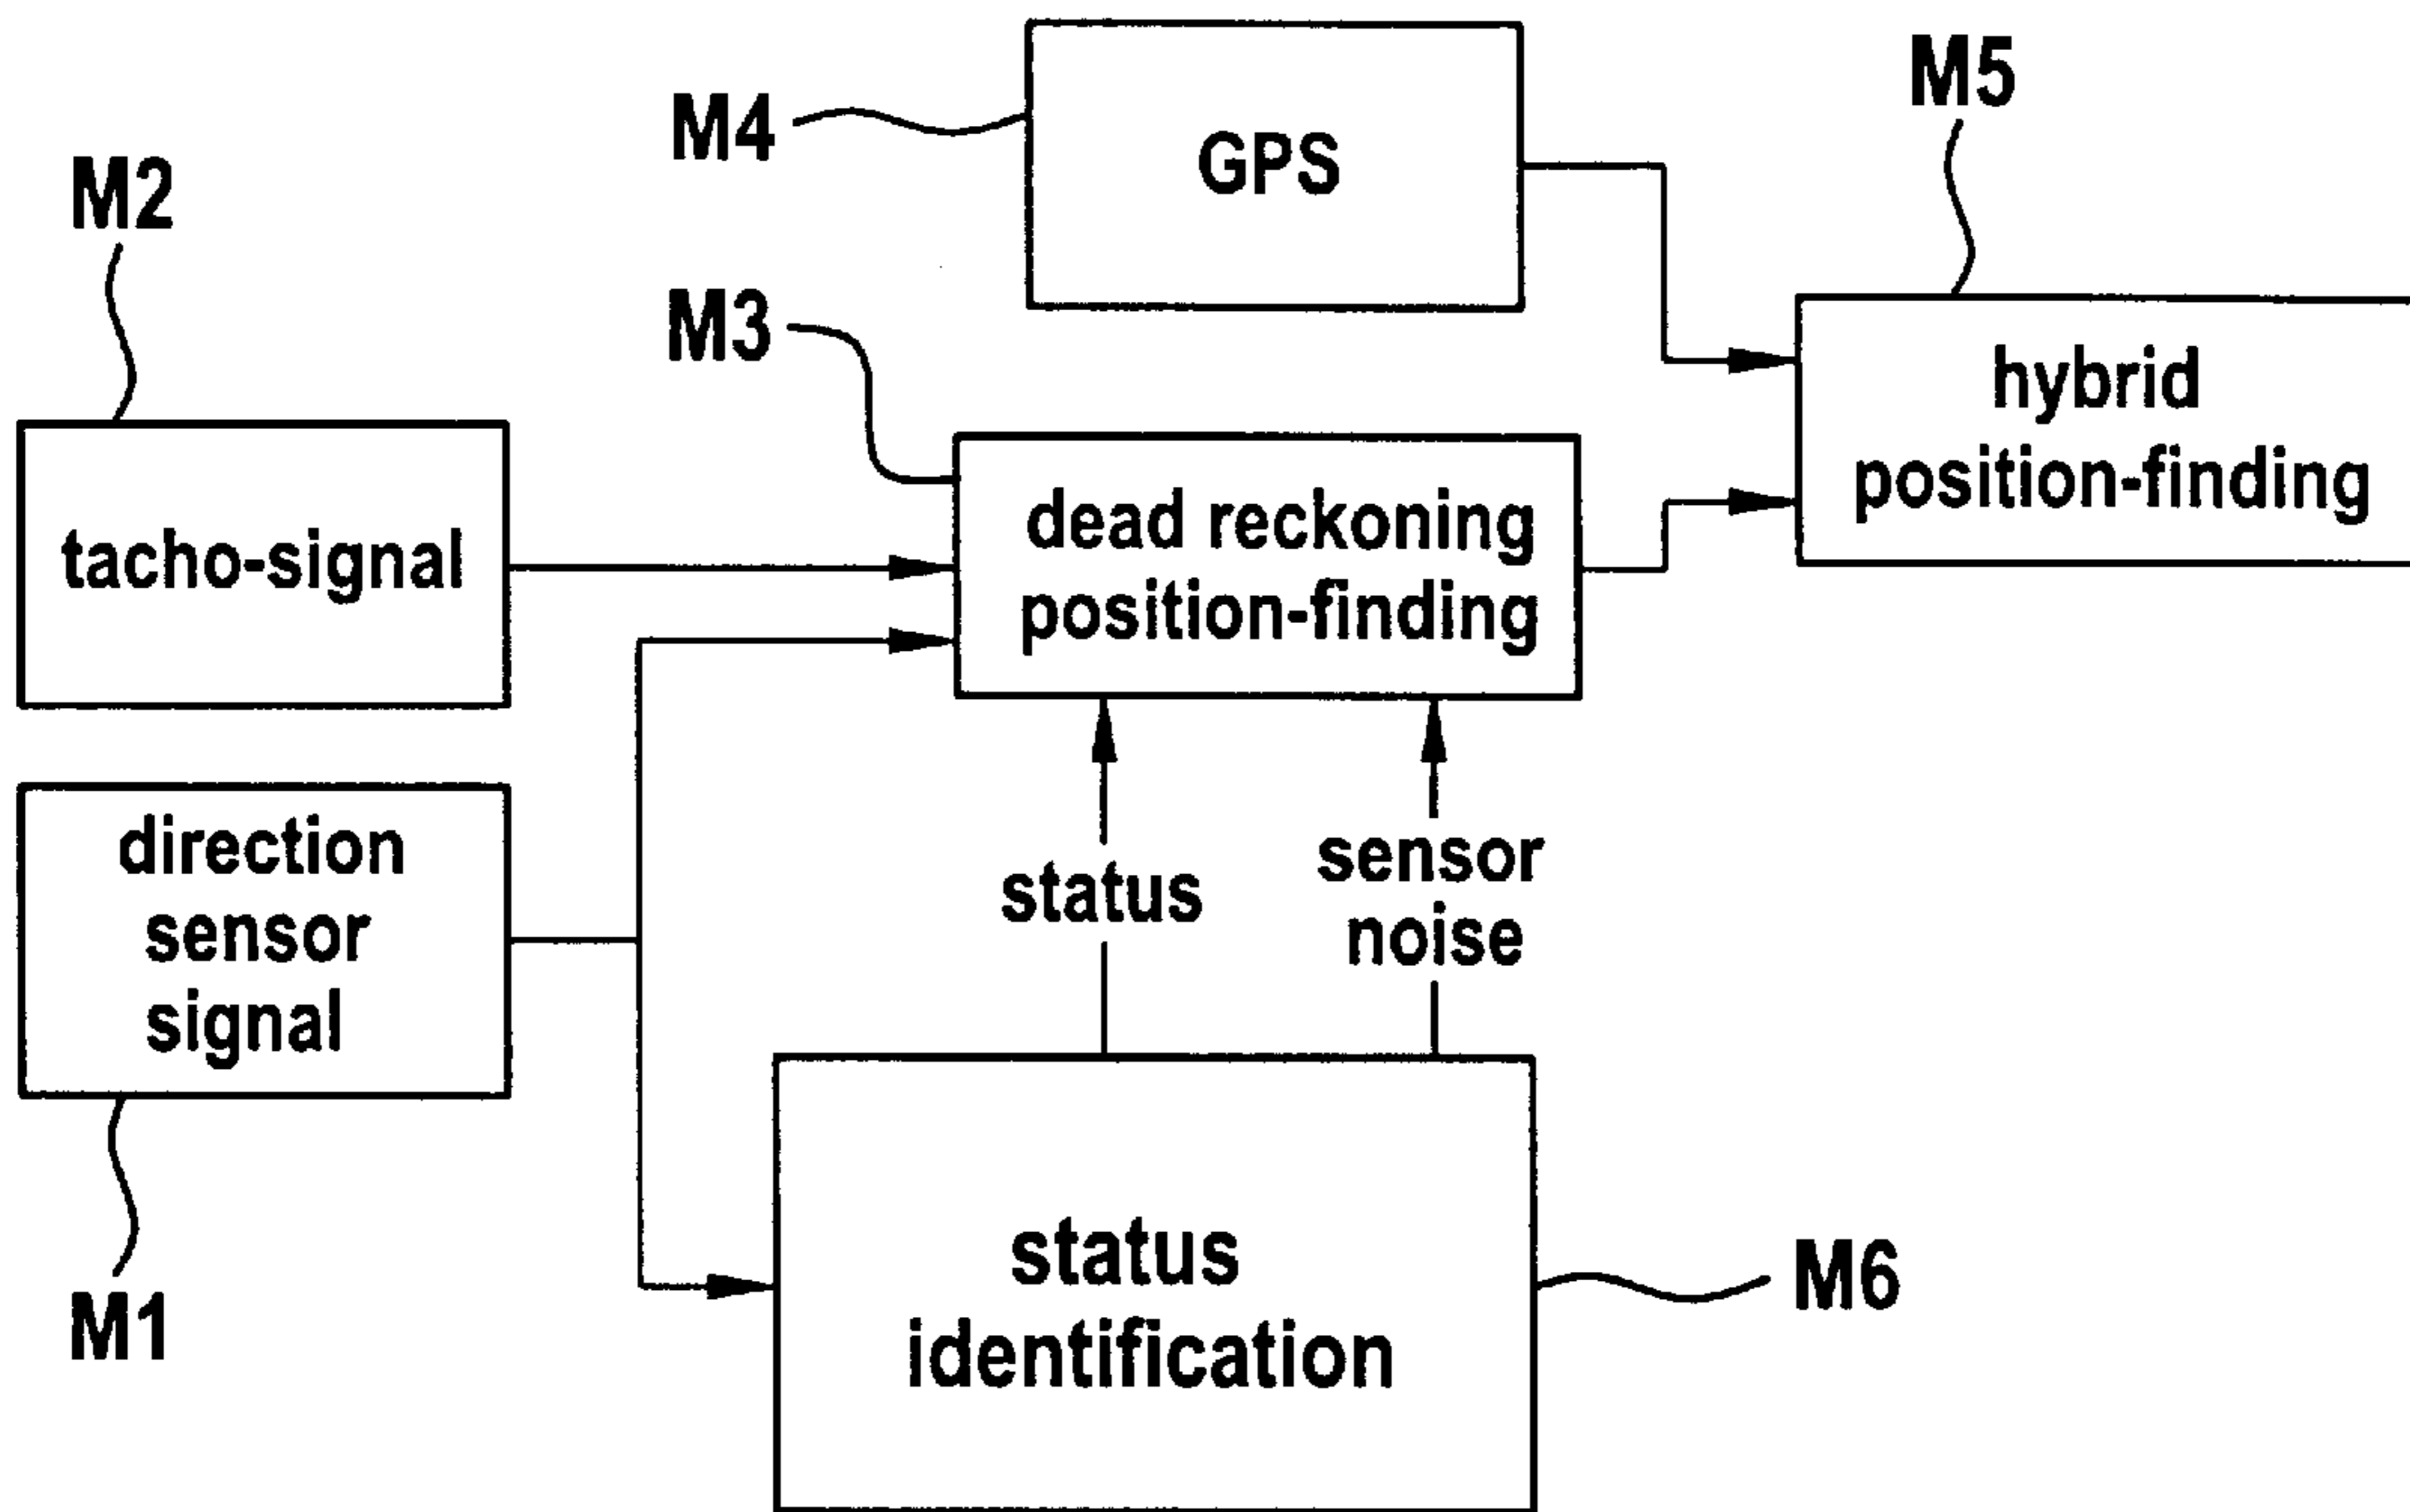 M4
GPS
M5
M2
M3
hybrid
position-finding
tacho-signal
dead reckoning
position-finding
direction
sensor
signal
status
sensor
noise
M1
status
identification
M6